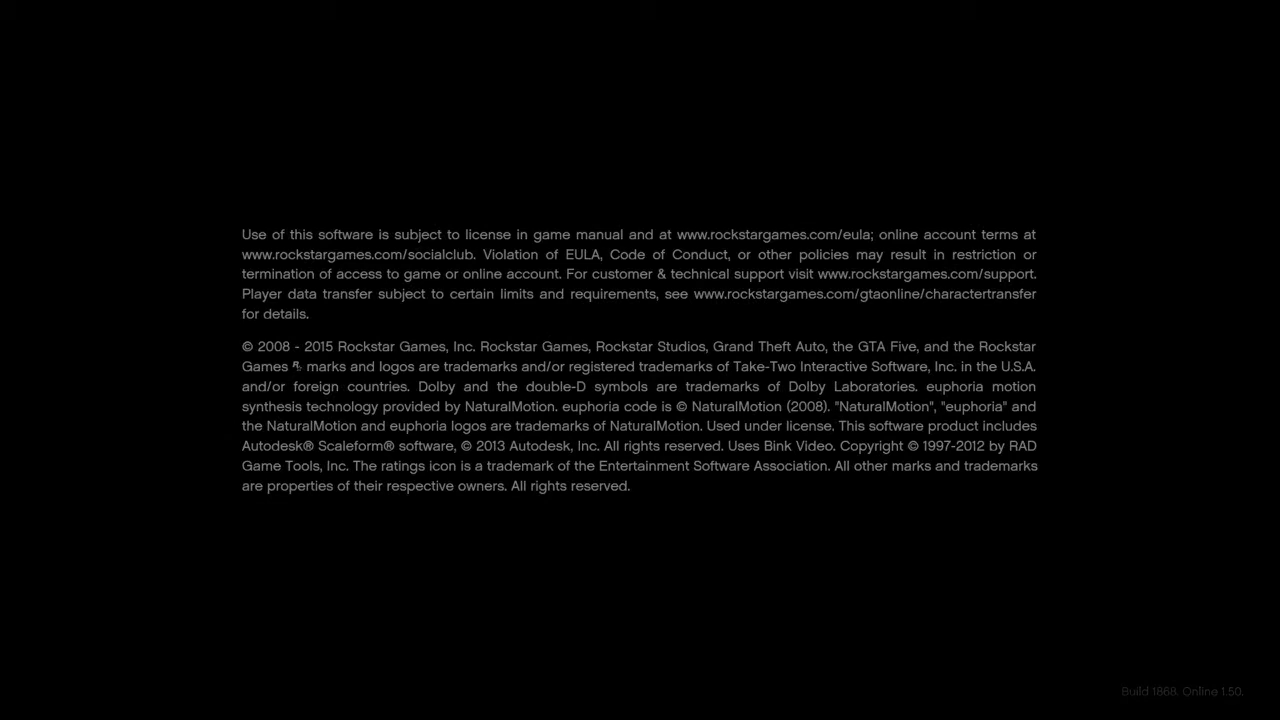 Use of this software is subject to license in game manual and at www.rockstargames.com/eula; online account terms at
www.rockstargames.com/socialclub. Violation of EULA, Code of Conduct, or other policies may result in restriction or
termination of access to game or online account. For customer & technical support visit www.rockstargames.com/support.
Player data transfer subject to certain limits and requirements, see www.rockstargames.com/gtaonline/charactertransfer
for details.
© 2008 - 2015 Rockstar Games, Inc. Rockstar Games, Rockstar Studios, Grand Theft Auto, the GTA Five, and the Rockstar
Games R* marks and logos are trademarks and/or registered trademarks of Take-Two Interactive Software, Inc. in the U.S.A.
and/or foreign countries. Dolby and the double-D symbols are trademarks of Dolby Laboratories. euphoria motion
synthesis technology provided by NaturalMotion. euphoria code is © NaturalMotion (2008). "NaturalMotion", "euphoria" and
the NaturalMotion and euphoria logos are trademarks of NaturalMotion. Used under license. This software product includes
Autodesk® Scaleform® software, © 2013 Autodesk, Inc. All rights reserved. Uses Bink Video. Copyright © 1997-2012 by RAD
Game Tools, Inc. The ratings icon is a trademark of the Entertainment Software Association. All other marks and trademarks
are properties of their respective owners. All rights reserved.
Build 1868. Online 1.50.